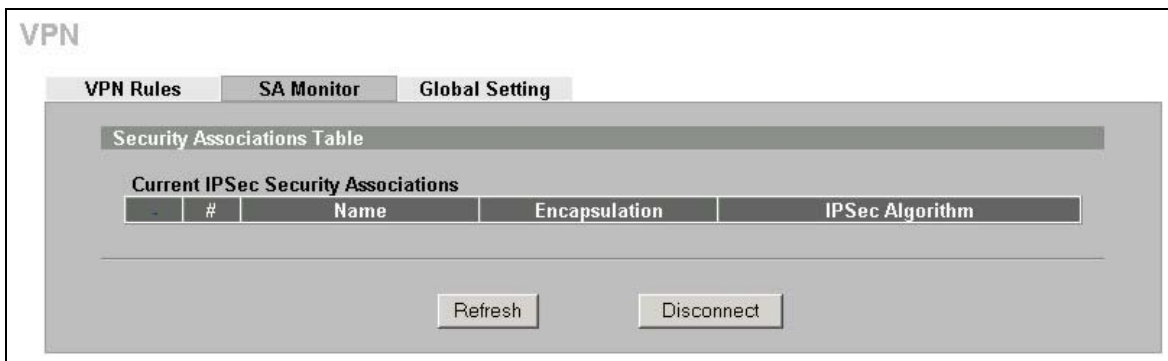 VPN
VPN Rules SA Monitor Global Setting
Security Associations Table
Current IPSec Security Associations
- # Name Encapsulation IPSec Algorithm
Refresh Disconnect